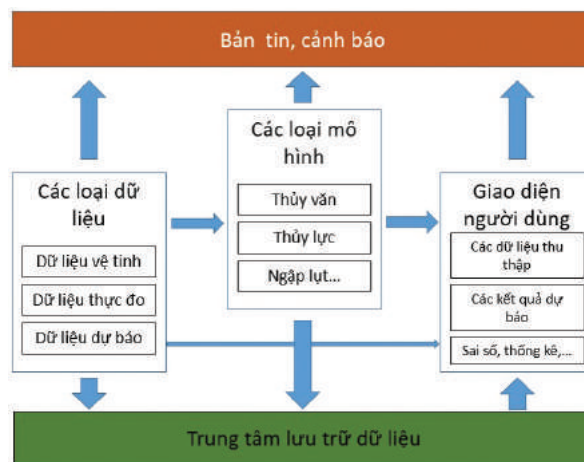 Bản tin, cảnh báo
Các loại dữ
liệu
Dữ liệu vệ tinh
Dữ liệu thực đo
Dữ liệu dự báo
Các loại mô
hình
Thủy văn
Thủy lực
Ngập lụt...
Giao diện
người dùng
Các dữ liệu thu
thập
Các kết quả dự
báo
Sai số, thống kê,...
Trung tâm lưu trữ dữ liệu